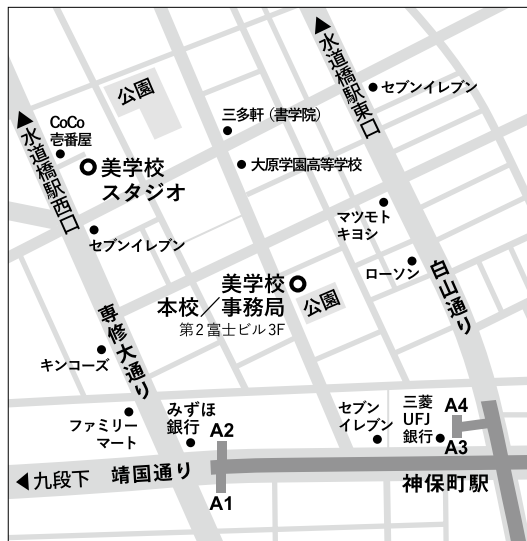 ▲水道橋駅東口
セブンイレブン
公園
三多軒（書学院）
▲水道橋駅西口
CoCo
壱番屋
美学校
スタジオ
大原学園高等学校
マツモト
キヨシ
セブンイレブン
ローソン
白山通り
美学校
本校／事務局
第2富士ビル3F
公園
専修大通り
キンコーズ
ファミリー
マート
みずほ
銀行
A2
セブン
イレブン
三菱
UFJ
銀行
A4
A3
◀九段下
靖国通り
A1
神保町駅